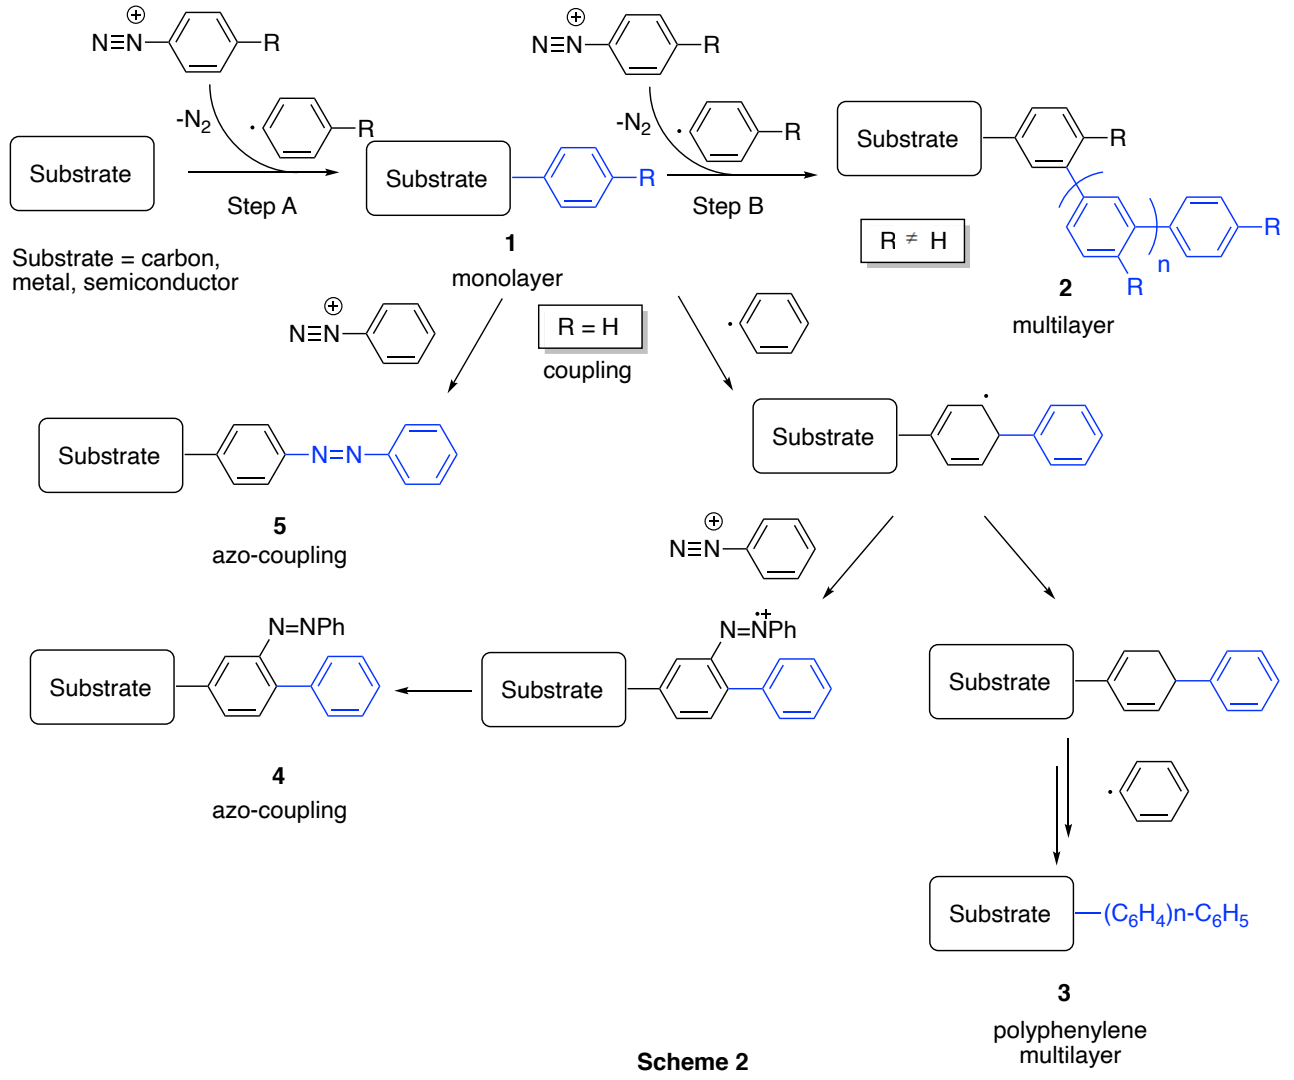 N≡N
⊕
R
N≡N
⊕
R
-N2
R
-N2
R
Substrate
Step A
Substrate
R
Step B
Substrate
R
Substrate = carbon,
metal, semiconductor
1
monolayer
R ≠ H
n
R
R
2
multilayer
⊕
N≡N
R = H
coupling
Substrate
N=N
5
azo-coupling
Substrate
⊕
N≡N
N=NPh
Substrate
4
azo-coupling
•+
N=NPh
Substrate
Substrate
Substrate
(C6H4)n-C6H5
3
polyphenylene
multilayer
Scheme 2